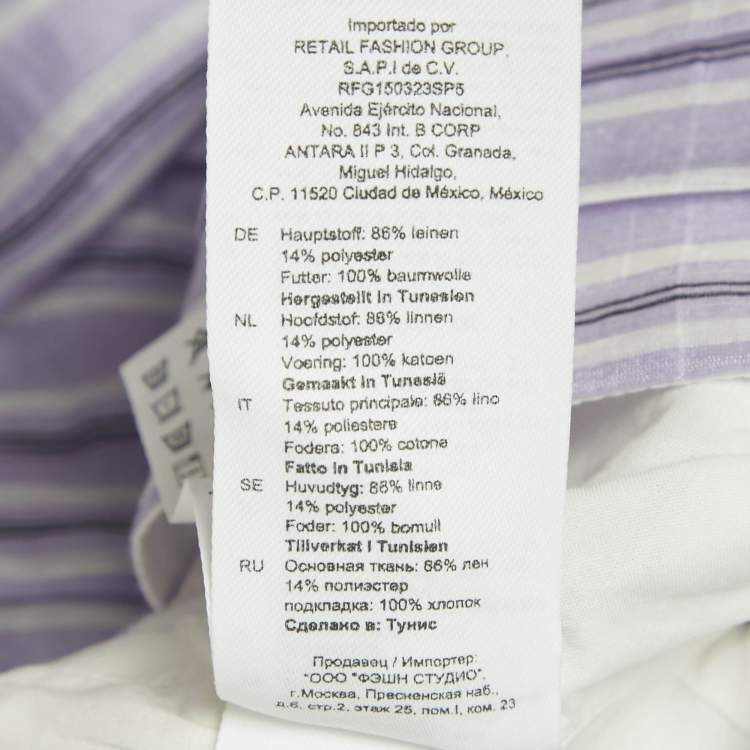 Importado por
RETAIL FASHION GROUP,
S.A.P.I de C.V.
RFG150323SP6
Avenida Ejército Nacional,
No. 843 Int. B CORP
ANTARA II P 3, Col. Granada,
Miguel Hidalgo,
C.P. 11520 Ciudad de México, México
DE Hauptstoff: 86% leinen
14% polyester
Futter: 100% baumwolle
Hergestellt in Tunesien
NL Hoofdstof: 86% linnen
14% polyester
Voering: 100% katoen
Gemaakt in Tunesië
IT Tessuto principale: 86% lino
14% poliestere
Fodera: 100% cotone
Fatto in Tunisia
SE Huvudtyg: 86% linne
14% polyester
Foder: 100% bomull
Tillverkat I Tunisien
RU Основная ткань: 86% лен
14% полиэстер
подкладка: 100% хлопок
Сделано в: Тунис
Продавец / Импортер:
"ООО "ФЭШН СТУДИО",
г.Москва, Пресненская наб.,
д.6, стр.2, этаж 25, пом.I, ком. 23